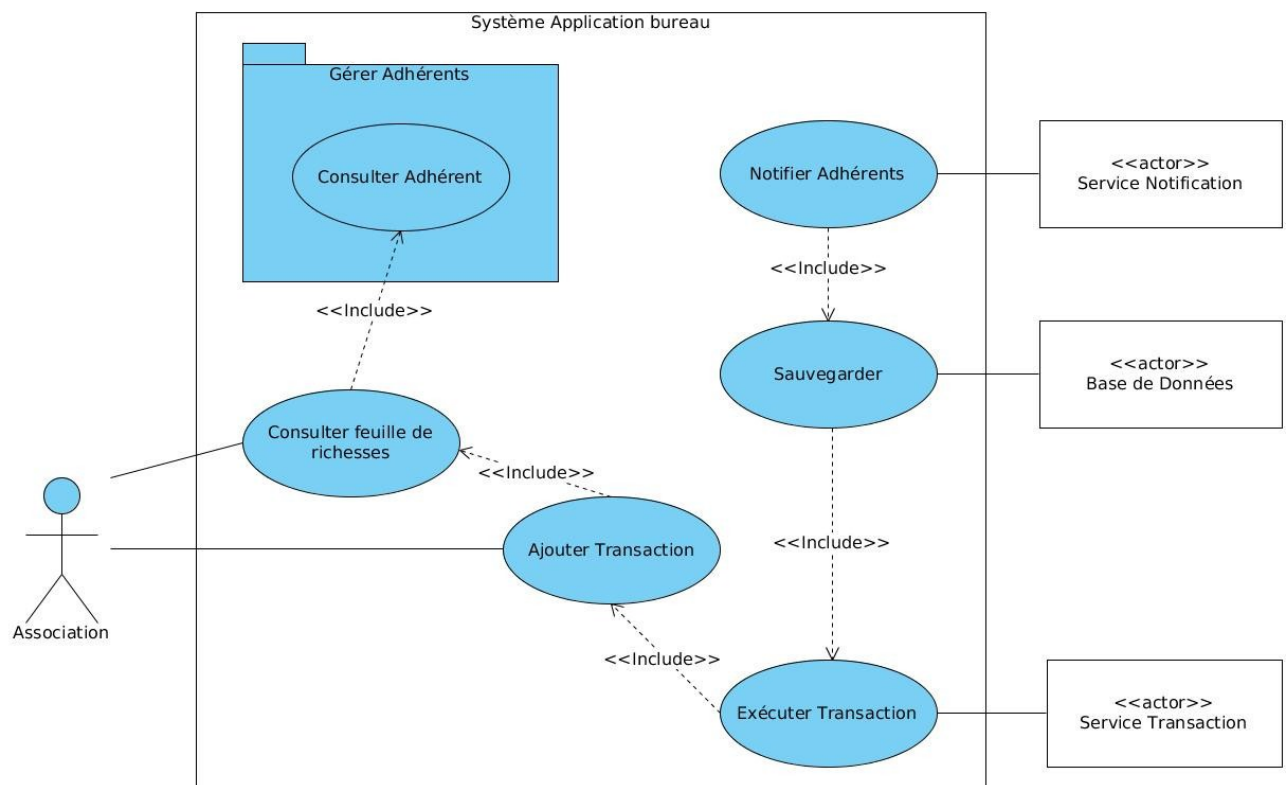 Système Application bureau
Gérer Adhérents
Consulter Adhérent
Notifier Adhérents
<<actor>>
Service Notification
<<Include>>
<<Include>>
Sauvegarder
<<actor>>
Base de Données
Consulter feuille de
richesses
<<Include>>
Ajouter Transaction
<<Include>>
Association
<<Include>>
Exécuter Transaction
<<actor>>
Service Transaction